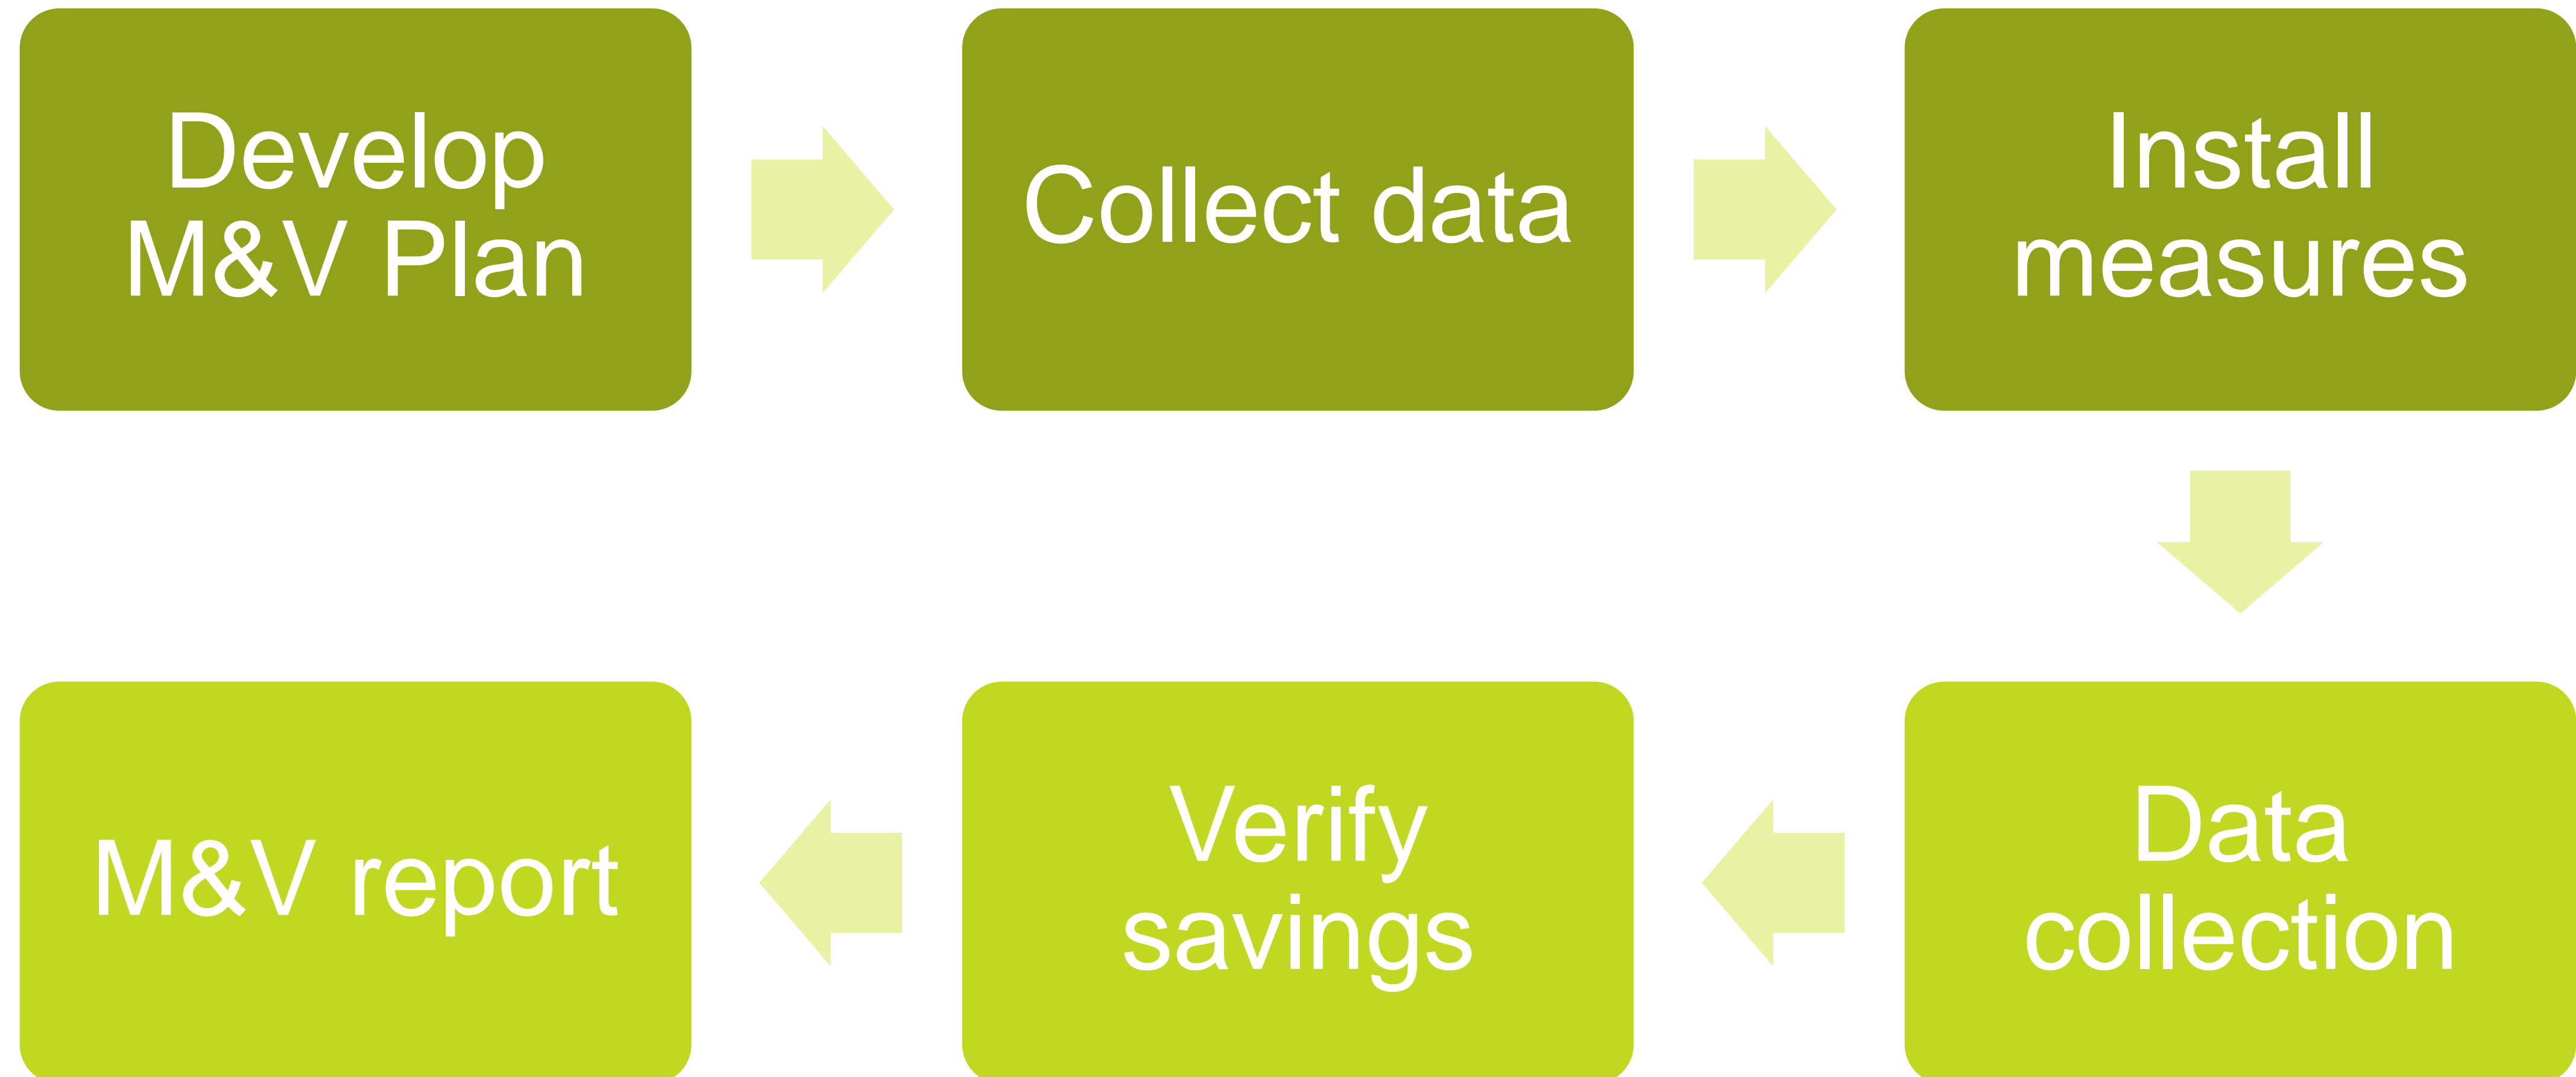 Develop
M&V Plan
Collect data
Install
measures
Data
collection
Verify
savings
M&V report